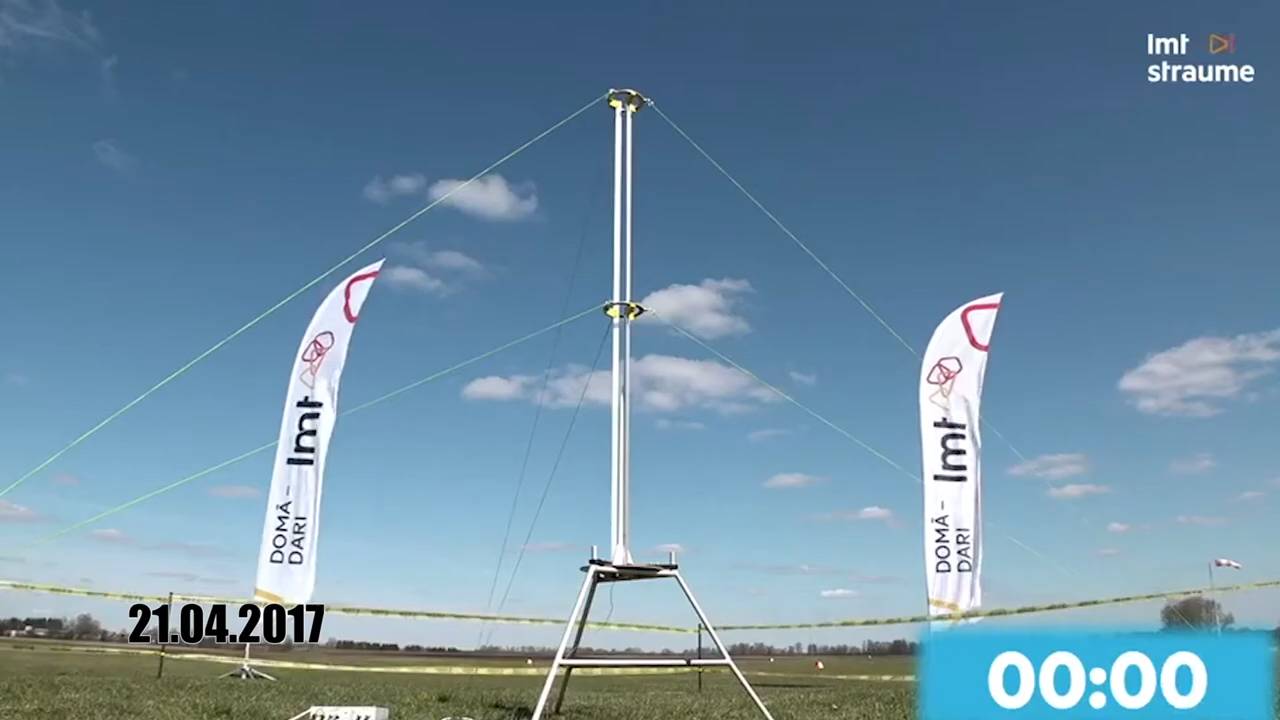 lmt
straume
lmt
DOMĀ –
DARI
lmt
DOMĀ –
DARI
21.04.2017
00:00